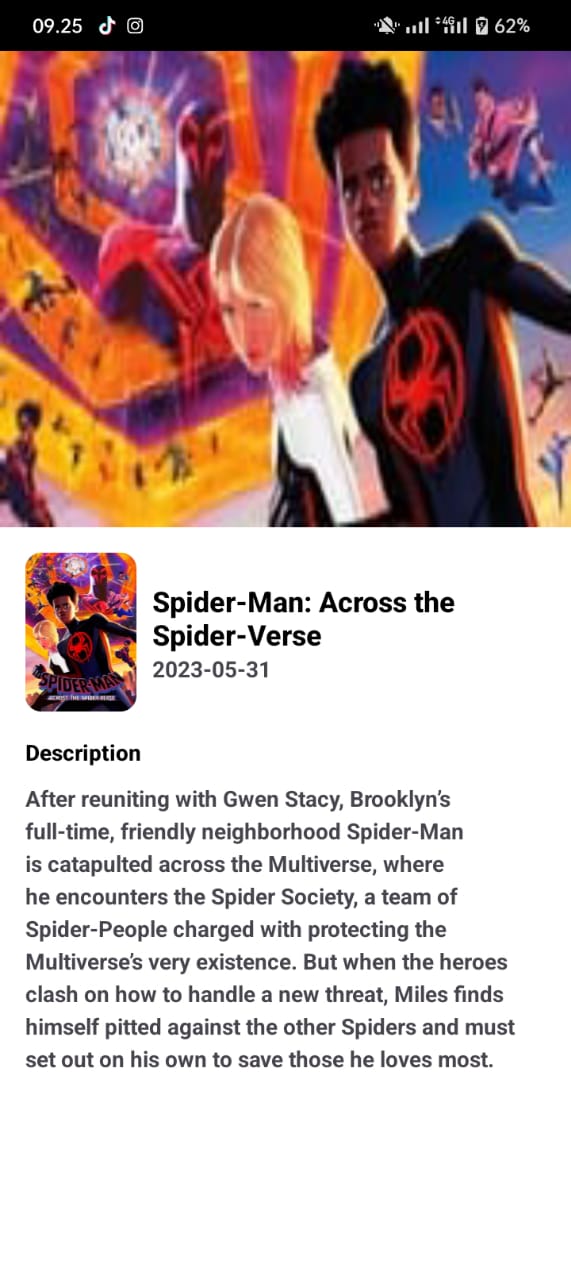 09.25
4G
62%
SPIDER-MAN
ACROSS THE SPIDER-VERSE
Spider-Man: Across the
Spider-Verse
2023-05-31
Description
After reuniting with Gwen Stacy, Brooklyn’s
full-time, friendly neighborhood Spider-Man
is catapulted across the Multiverse, where
he encounters the Spider Society, a team of
Spider-People charged with protecting the
Multiverse’s very existence. But when the heroes
clash on how to handle a new threat, Miles finds
himself pitted against the other Spiders and must
set out on his own to save those he loves most.